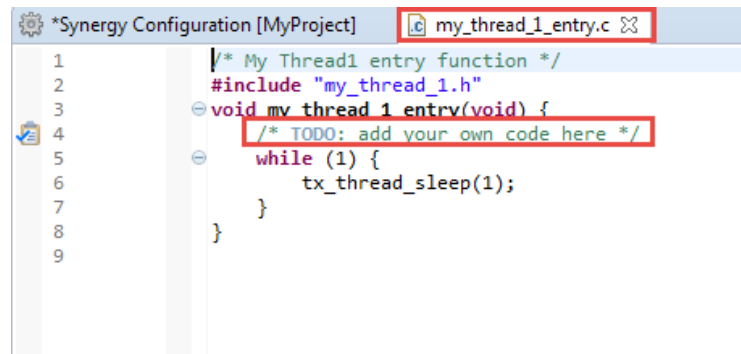 *Synergy Configuration [MyProject] my_thread_1_entry.c
1 /* My Thread1 entry function */
2 #include "my_thread_1.h"
3 void my_thread_1_entry(void) {
4 /* TODO: add your own code here */
5 while (1) {
6 tx_thread_sleep(1);
7 }
8 }
9